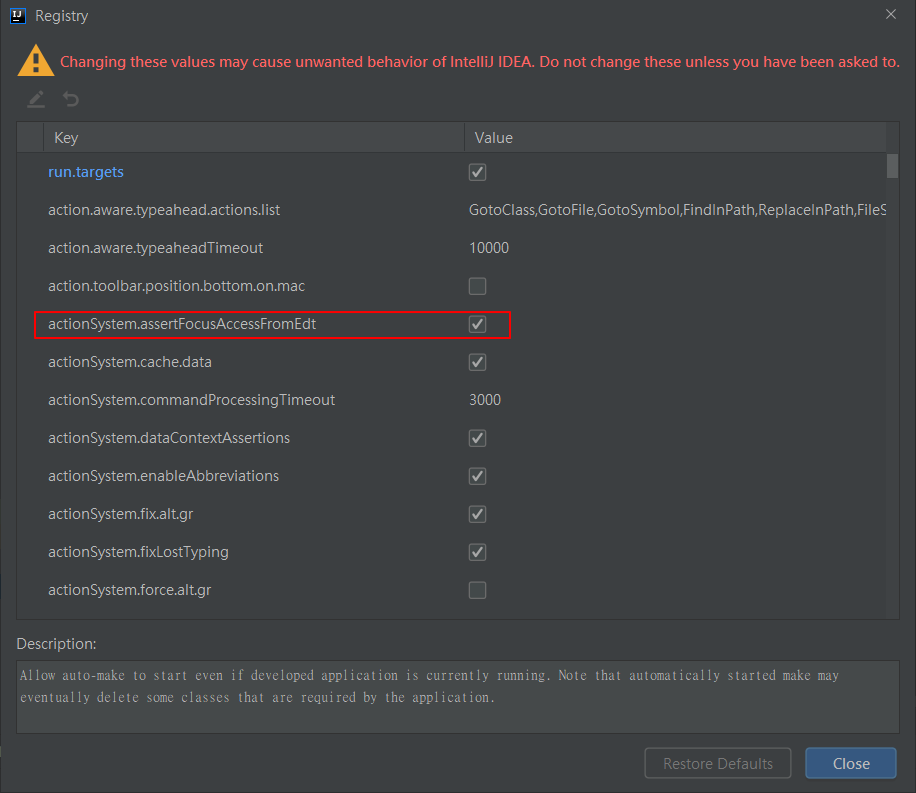 Registry
Changing these values may cause unwanted behavior of IntelliJ IDEA. Do not change these unless you have been asked to.
Key Value
run.targets
action.aware.typeahead.actions.list GotoClass,GotoFile,GotoSymbol,FindInPath,ReplaceInPath,FileS
action.aware.typeaheadTimeout 10000
action.toolbar.position.bottom.on.mac
actionSystem.assertFocusAccessFromEdt
actionSystem.cache.data
actionSystem.commandProcessingTimeout 3000
actionSystem.dataContextAssertions
actionSystem.enableAbbreviations
actionSystem.fix.alt.gr
actionSystem.fixLostTyping
actionSystem.force.alt.gr
Description:
Allow auto-make to start even if developed application is currently running. Note that automatically started make may
eventually delete some classes that are required by the application.
Restore Defaults Close